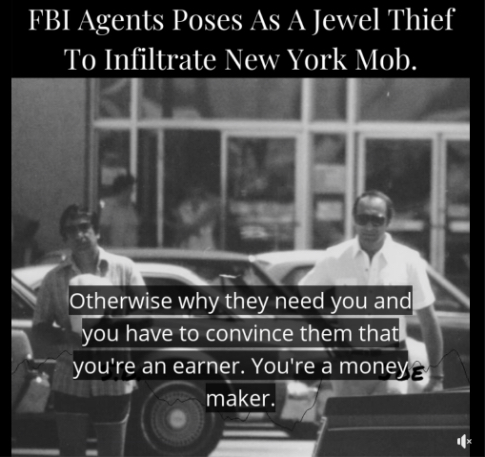 FBI Agents Poses As A Jewel Thief
To Infiltrate New York Mob.
Otherwise why they need you and
you have to convince them that
you're an earner. You're a money
maker.